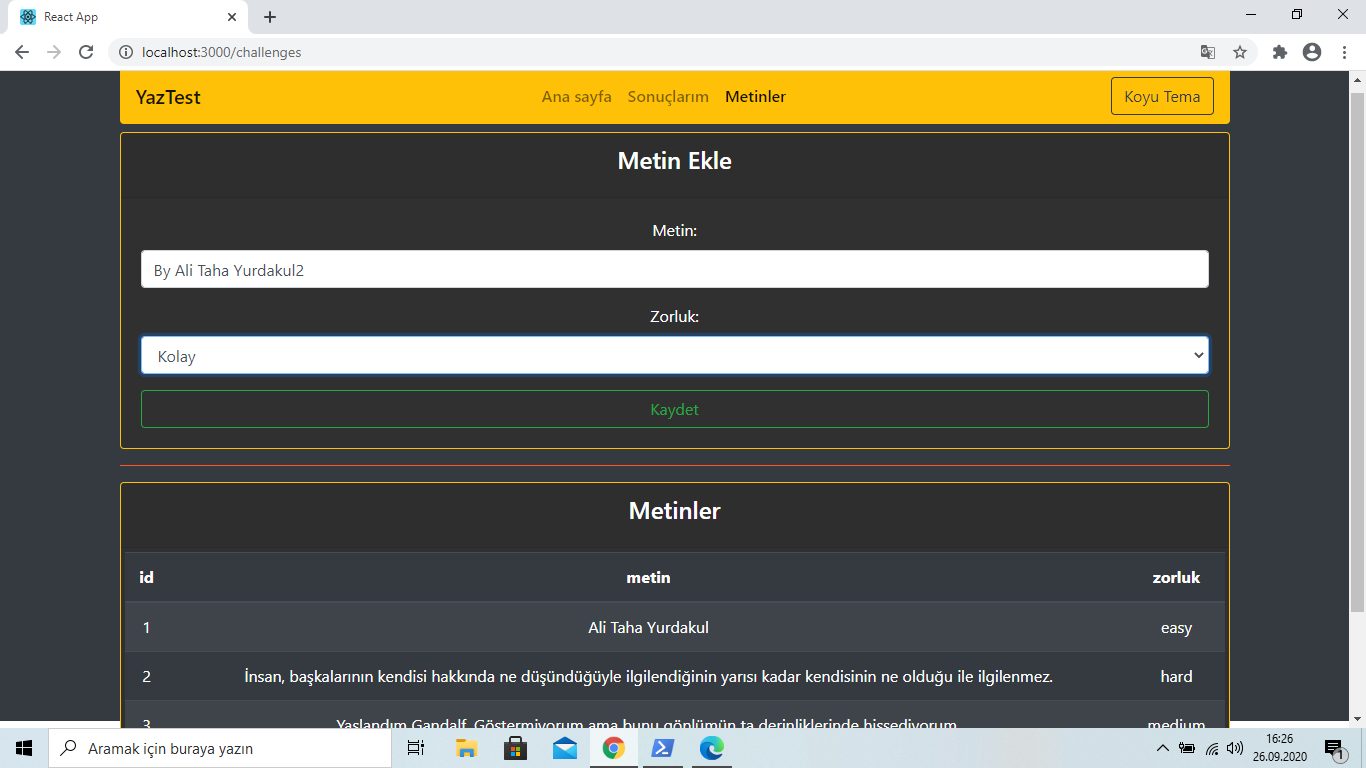 React App
localhost:3000/challenges
YazTest Ana sayfa Sonuçlarım Metinler Koyu Tema
Metin Ekle
Metin:
By Ali Taha Yurdakul2
Zorluk:
Kolay
Kaydet
Metinler
id metin zorluk
1 Ali Taha Yurdakul easy
2 İnsan, başkalarının kendisi hakkında ne düşündüğüyle ilgilendiğinin yarısı kadar kendisinin ne olduğu ile ilgilenmez. hard
3 Yaşlandım Gandalf. Göstermiyorum ama bunu gönlümün ta derinliklerinde hissediyorum. medium
Aramak için buraya yazın
16:26
26.09.2020
1